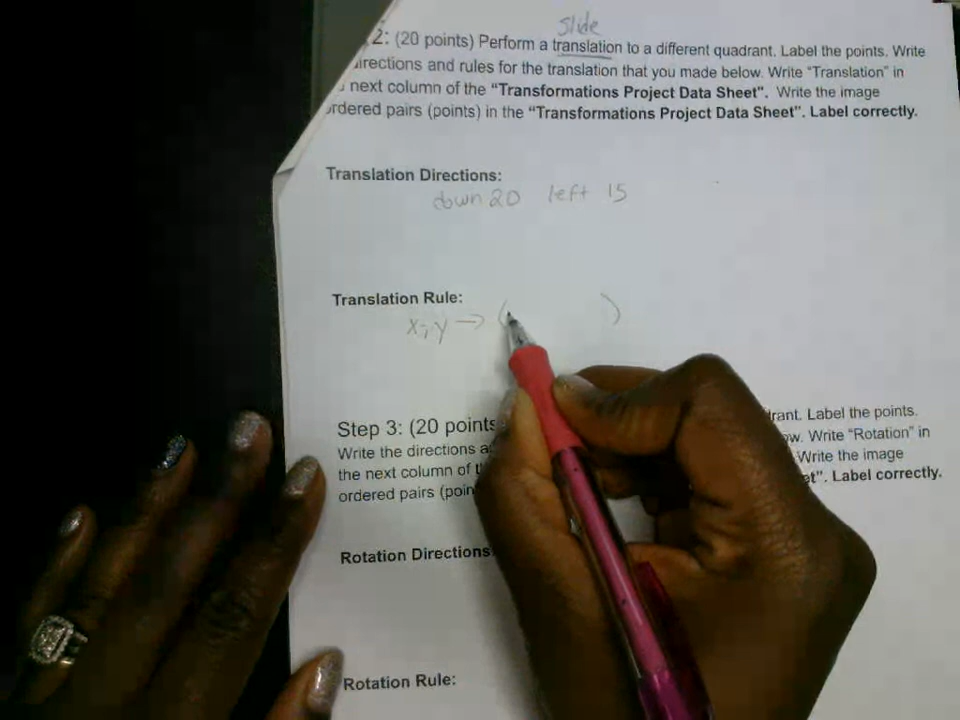 Slide
2: (20 points) Perform a translation to a different quadrant. Label the points. Write
directions and rules for the translation that you made below. Write “Translation” in
next column of the “Transformations Project Data Sheet”. Write the image
ordered pairs (points) in the “Transformations Project Data Sheet”. Label correctly.
Translation Directions:
down 20 left 15
Translation Rule:
x, y → ( )
Step 3: (20 points
rant. Label the points.
Write the directions a
ow. Write “Rotation” in
the next column of t
Write the image
ordered pairs (poin
et”. Label correctly.
Rotation Directions:
Rotation Rule: